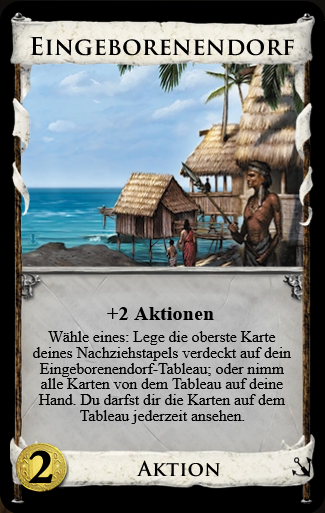 Eingeborenendorf
+2 Aktionen
Wähle eines: Lege die oberste Karte
deines Nachziehstapels verdeckt auf dein
Eingeborenendorf-Tableau; oder nimm
alle Karten von dem Tableau auf deine
Hand. Du darfst dir die Karten auf dem
Tableau jederzeit ansehen.
2
Aktion